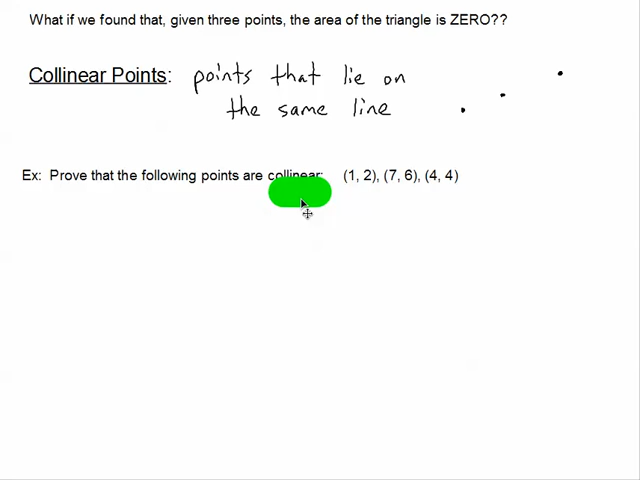 What if we found that, given three points, the area of the triangle is ZERO??
Collinear Points: points that lie on
the same line
Ex: Prove that the following points are collinear: (1, 2), (7, 6), (4, 4)